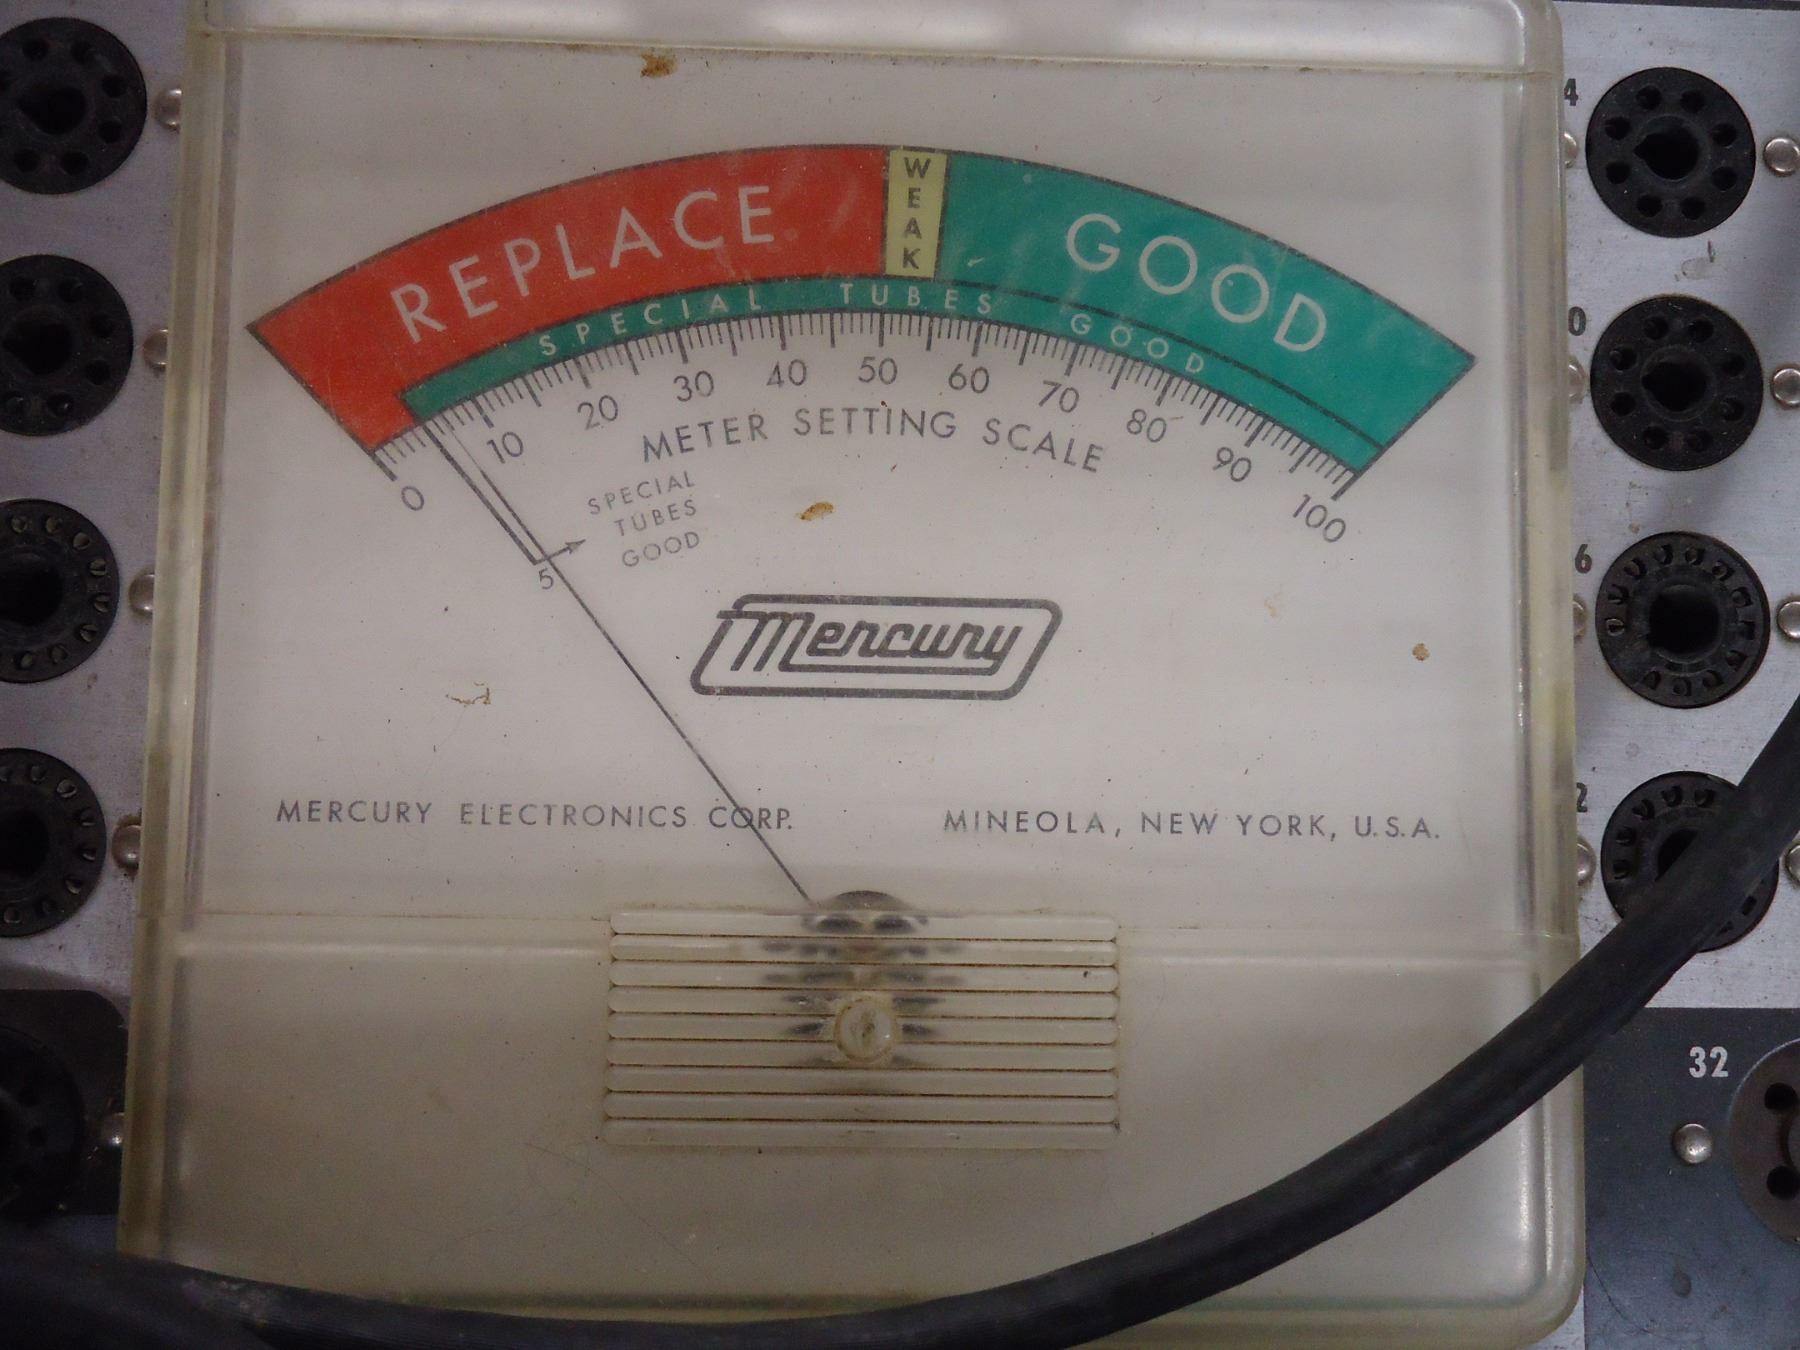 REPLACE
WEAK
GOOD
SPECIAL TUBES GOOD
0 10 20 30 40 50 60 70 80 90 100
METER SETTING SCALE
SPECIAL
TUBES
GOOD
5
Mercury
MERCURY ELECTRONICS CORP. MINEOLA, NEW YORK, U.S.A.
32